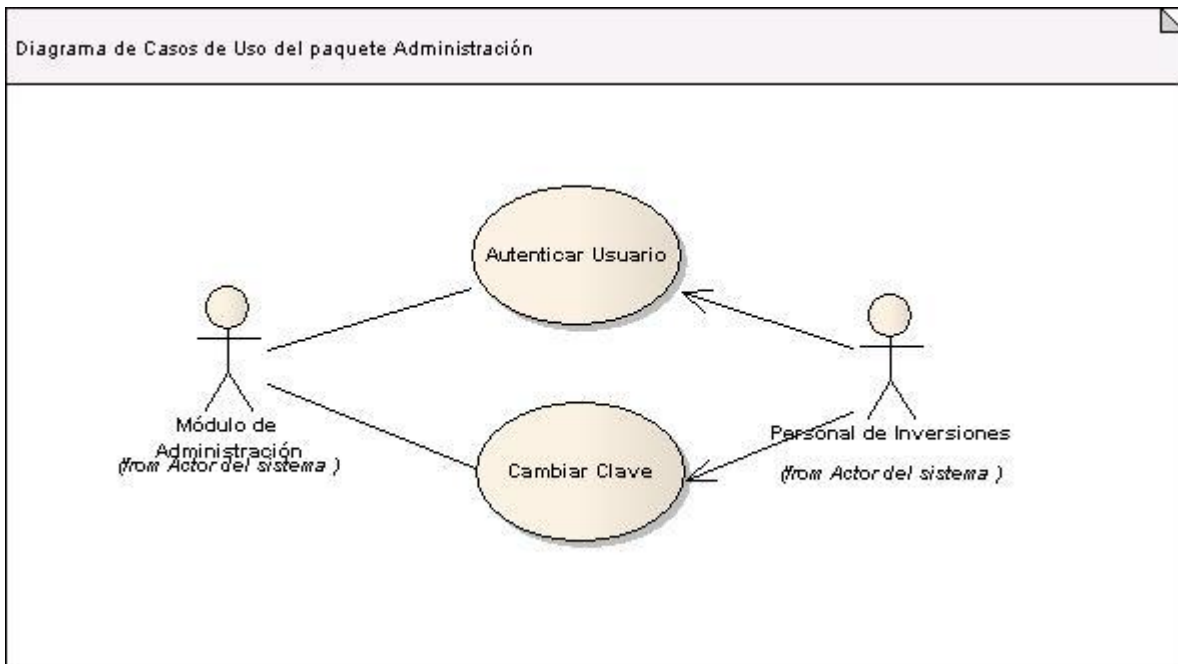 Diagrama de Casos de Uso del paquete Administración
Autenticar Usuario
Módulo de
Administración
(from Actor del sistema )
Cambiar Clave
Personal de Inversiones
(from Actor del sistema )